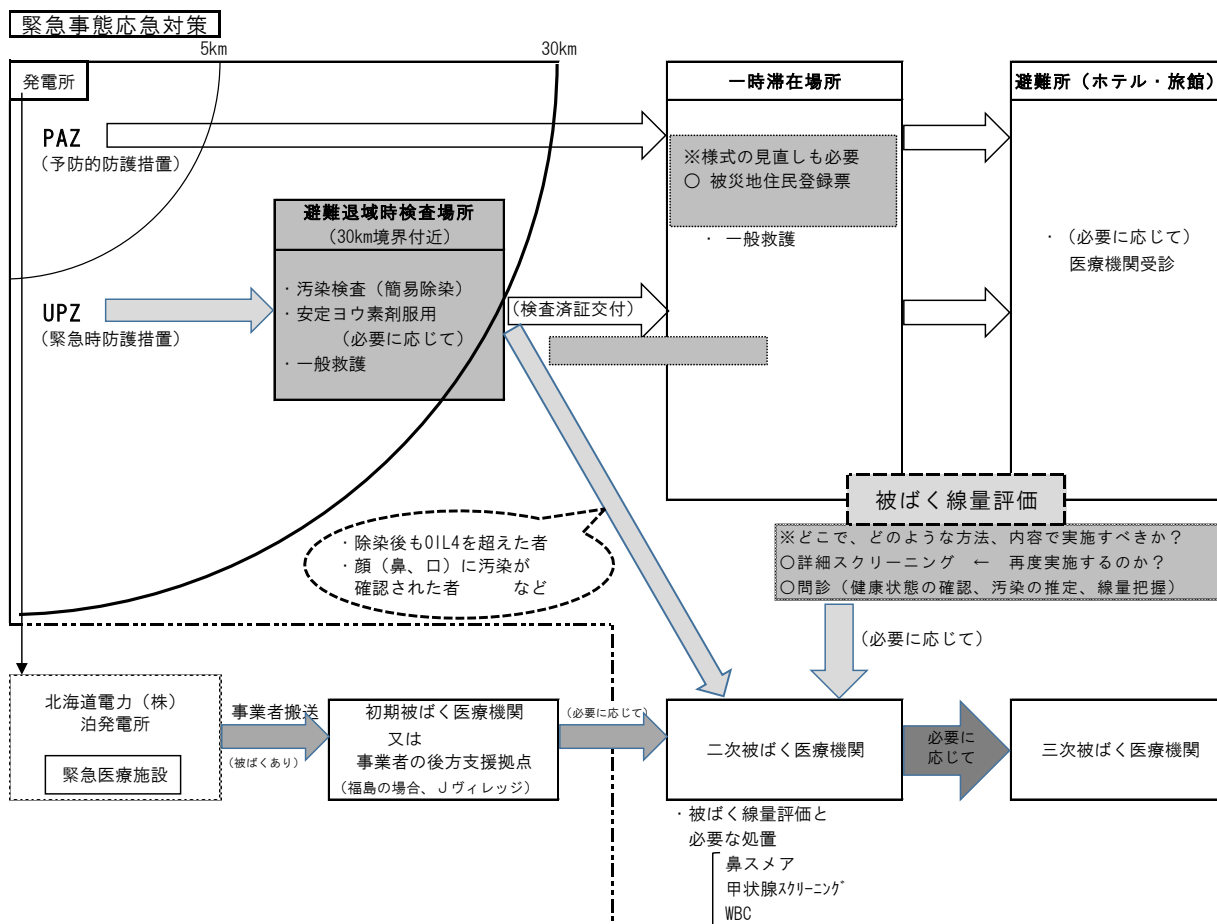 緊急事態応急対策
5km
30km
発電所
PAZ
(予防的防護措置)
避難退域時検査場所
(30km境界付近)
・汚染検査(簡易除染)
・安定ヨウ素剤服用
(必要に応じて)
・一般救護
UPZ
(緊急時防護措置)
(検査済証交付)
一時滞在場所
※様式の見直しも必要
○ 被災地住民登録票
・ 一般救護
避難所(ホテル・旅館)
・ (必要に応じて)
医療機関受診
被ばく線量評価
※どこで、どのような方法、内容で実施すべきか?
○詳細スクリーニング ← 再度実施するのか?
○問診(健康状態の確認、汚染の推定、線量把握)
(必要に応じて)
・除染後もOIL4を超えた者
・顔(鼻、口)に汚染が
確認された者 など
北海道電力(株)
泊発電所
緊急医療施設
事業者搬送
(被ばくあり)
初期被ばく医療機関
又は
事業者の後方支援拠点
(福島の場合、Jヴィレッジ)
(必要に応じて)
二次被ばく医療機関
必要に
応じて
三次被ばく医療機関
・被ばく線量評価と
必要な処置
鼻スメア
甲状腺スクリーニング
WBC